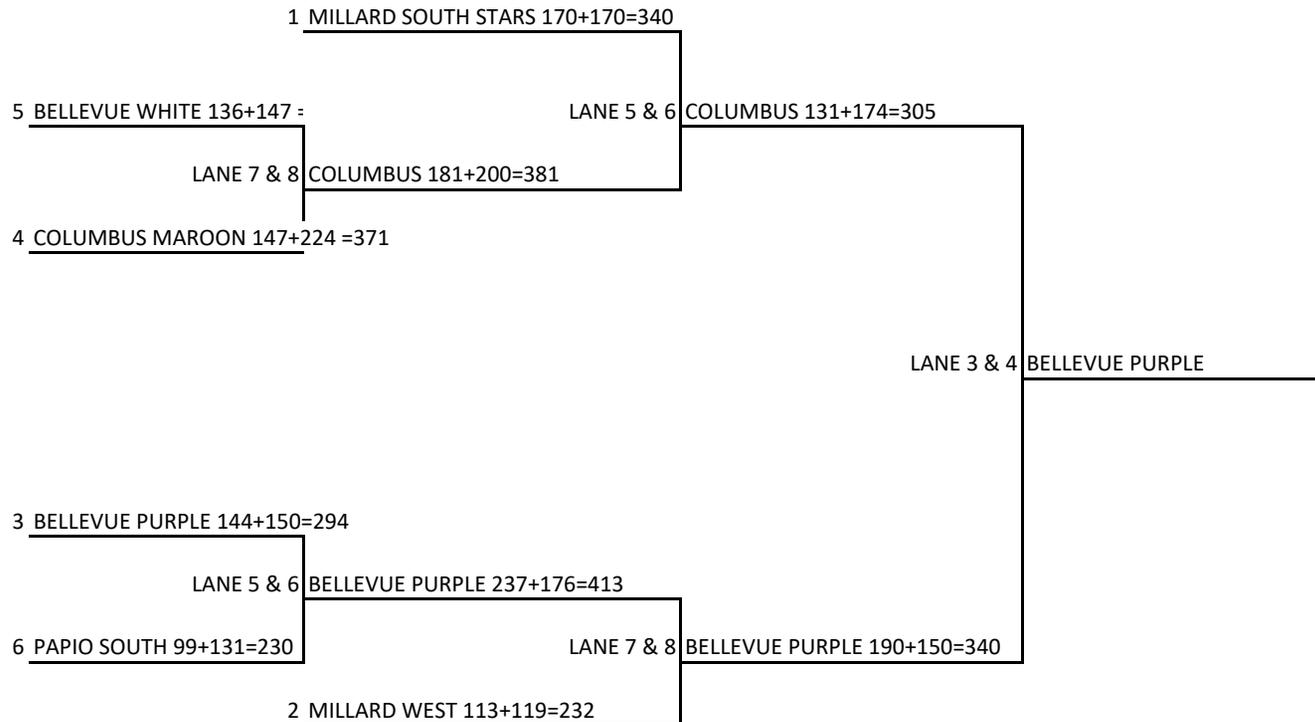 1 MILLARD SOUTH STARS 170+170=340
5 BELLEVUE WHITE 136+147 =
LANE 5 & 6 COLUMBUS 131+174=305
LANE 7 & 8 COLUMBUS 181+200=381
4 COLUMBUS MAROON 147+224 =371
LANE 3 & 4 BELLEVUE PURPLE
3 BELLEVUE PURPLE 144+150=294
LANE 5 & 6 BELLEVUE PURPLE 237+176=413
6 PAPIO SOUTH 99+131=230
LANE 7 & 8 BELLEVUE PURPLE 190+150=340
2 MILLARD WEST 113+119=232